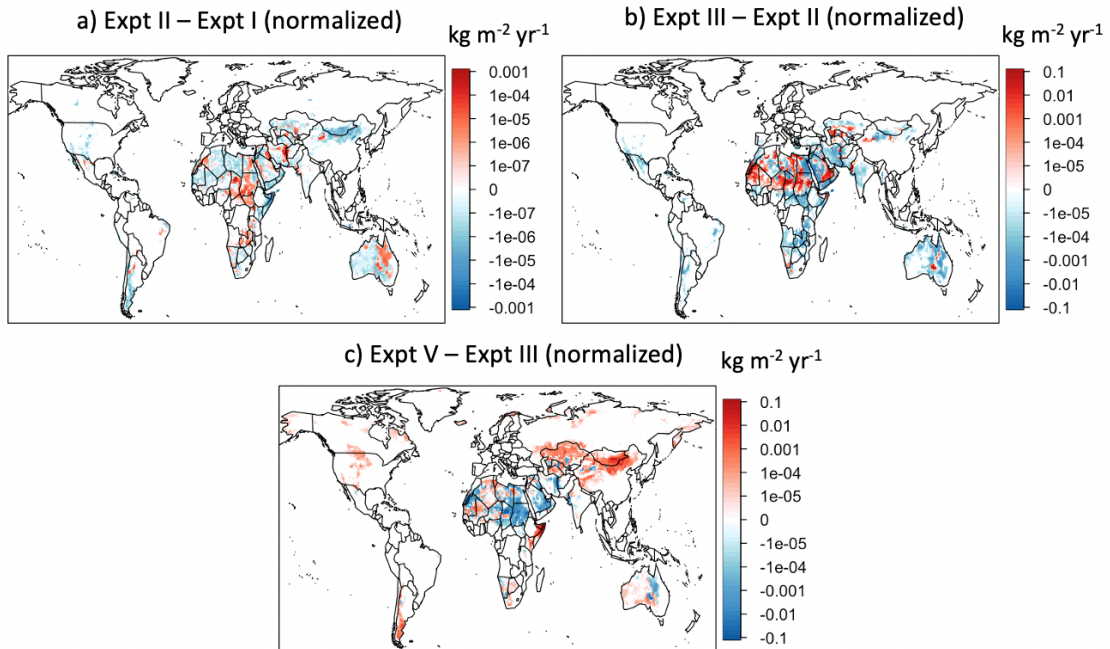 a) Expt II – Expt I (normalized)
kg m-2 yr-1
0.001
1e-04
1e-05
1e-06
1e-07
0
-1e-07
-1e-06
-1e-05
-1e-04
-0.001
b) Expt III – Expt II (normalized)
kg m-2 yr-1
0.1
0.01
0.001
1e-04
1e-05
0
-1e-05
-1e-04
-0.001
-0.01
-0.1
c) Expt V – Expt III (normalized)
kg m-2 yr-1
0.1
0.01
0.001
1e-04
1e-05
0
-1e-05
-1e-04
-0.001
-0.01
-0.1